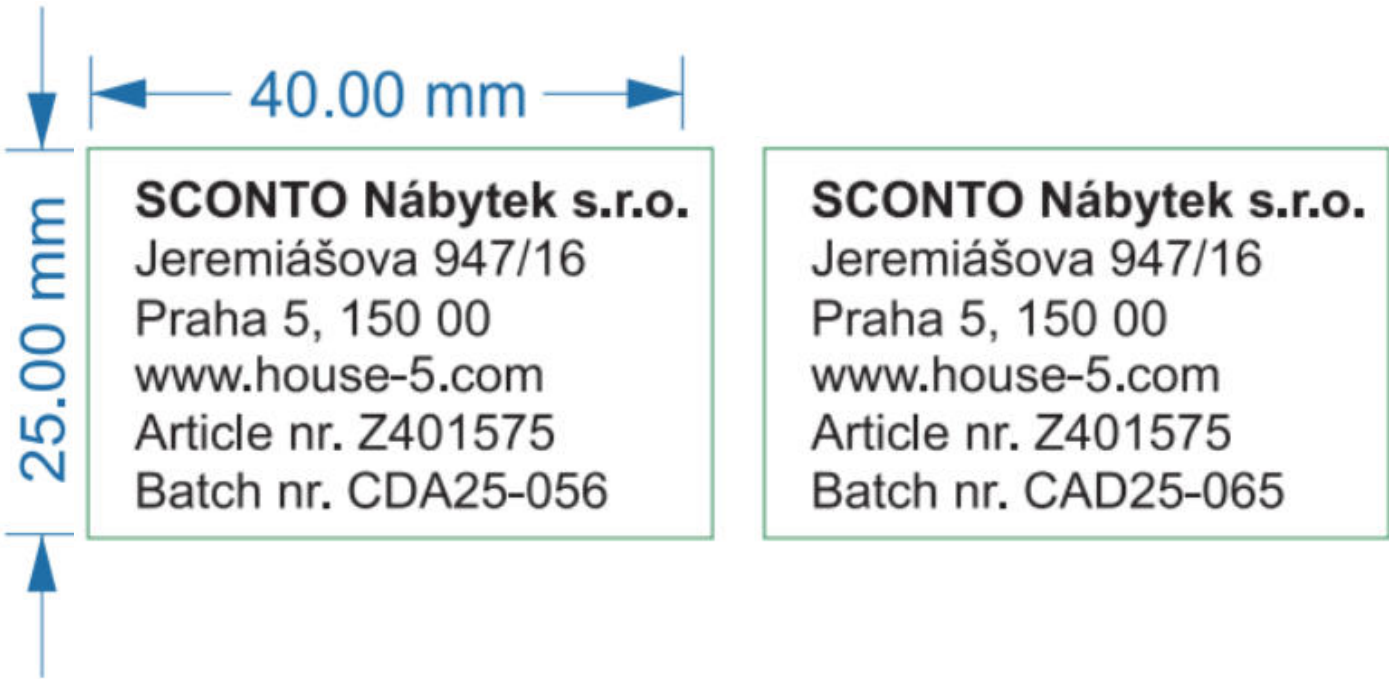 40.00 mm
25.00 mm
SCONTO Nábytek s.r.o.
Jeremiášova 947/16
Praha 5, 150 00
www.house-5.com
Article nr. Z401575
Batch nr. CDA25-056
SCONTO Nábytek s.r.o.
Jeremiášova 947/16
Praha 5, 150 00
www.house-5.com
Article nr. Z401575
Batch nr. CAD25-065